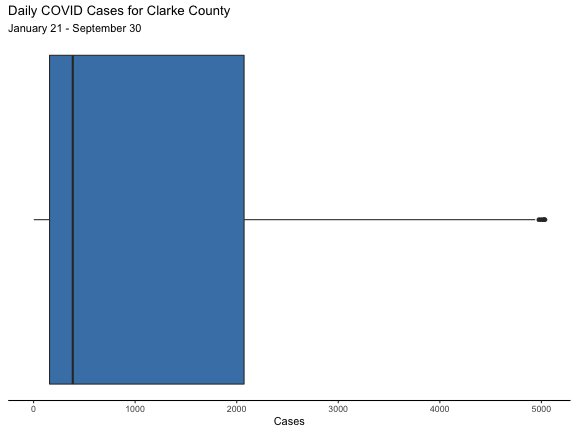 Daily COVID Cases for Clarke County
January 21 - September 30
0 1000 2000 3000 4000 5000
Cases